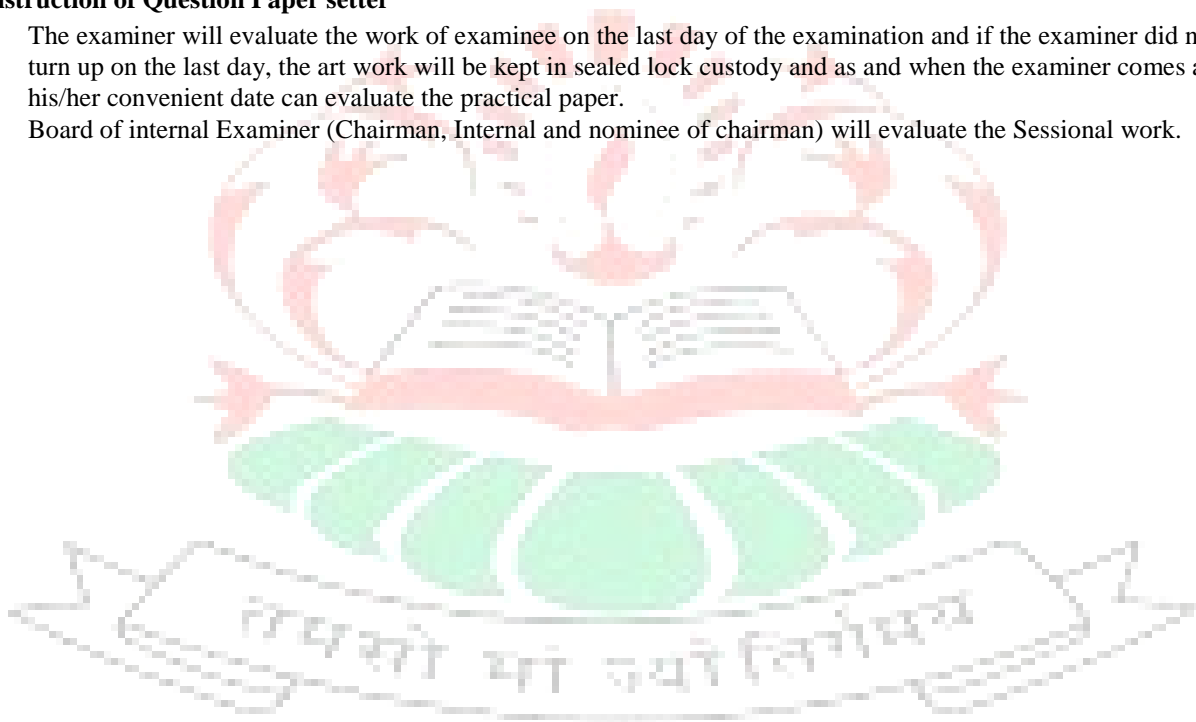 struction of Question Paper setter
The examiner will evaluate the work of examinee on the last day of the examination and if the examiner did n
turn up on the last day, the art work will be kept in sealed lock custody and as and when the examiner comes a
his/her convenient date can evaluate the practical paper.
Board of internal Examiner (Chairman, Internal and nominee of chairman) will evaluate the Sessional work.